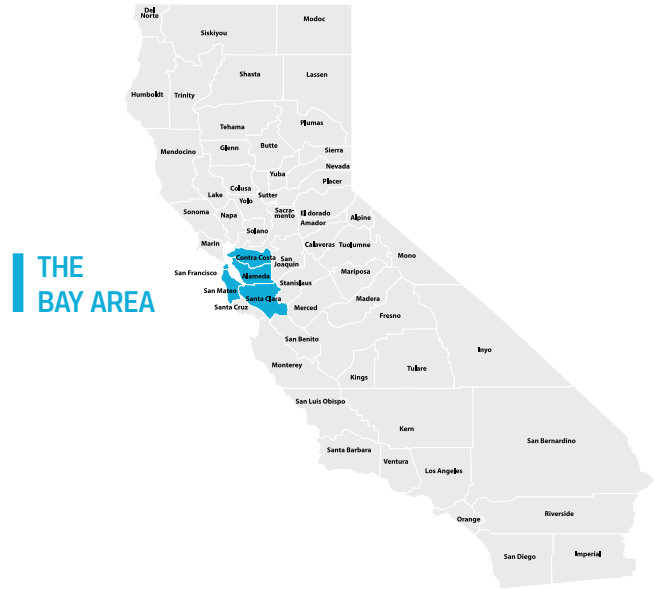 Del
Norte
Siskiyou
Modoc
Shasta
Lassen
Humboldt
Trinity
Plumas
Tehama
Mendocino
Glenn
Butte
Sierra
Nevada
Yuba
Placer
Colusa
Lake
Yolo
Sutter
Sonoma
Napa
Sacra-
mento
El dorado
Amador
Alpine
Solano
Marin
Calaveras
Tuolumne
Mono
Contra Costa
San
Joaquin
THE
BAY AREA
San Francisco
Alameda
Mariposa
Stanislaus
San Mateo
Santa Clara
Madera
Santa Cruz
Merced
Fresno
San Benito
Inyo
Monterey
Tulare
Kings
San Luis Obispo
Kern
San Bernardino
Santa Barbara
Ventura
Los Angeles
Orange
Riverside
San Diego
Imperial